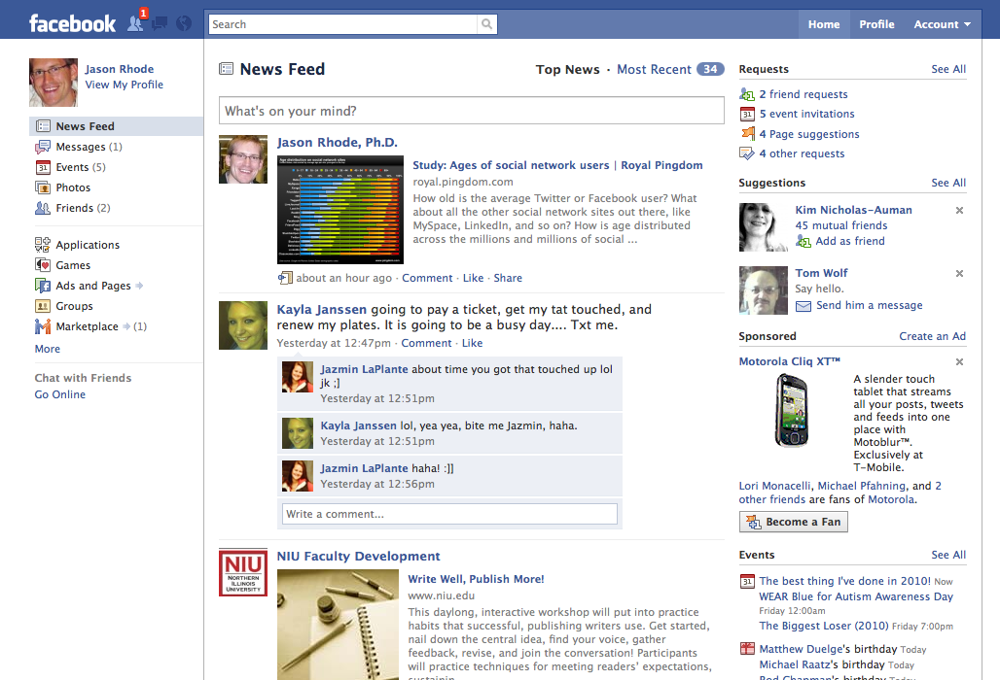 facebook
1
Search
Home Profile Account
Jason Rhode
View My Profile
News Feed
Messages (1)
31 Events (5)
Photos
Friends (2)
Applications
Games
Ads and Pages
Groups
Marketplace (1)
More
Chat with Friends
Go Online
News Feed
Top News · Most Recent 34
What's on your mind?
Jason Rhode, Ph.D.
Age distribution on social network sites
Study: Ages of social network users | Royal Pingdom
royal.pingdom.com
How old is the average Twitter or Facebook user? What
about all the other social network sites out there, like
MySpace, LinkedIn, and so on? How is age distributed
across the millions and millions of social ...
about an hour ago · Comment · Like · Share
Kayla Janssen going to pay a ticket, get my tat touched, and
renew my plates. It is going to be a busy day.... Txt me.
Yesterday at 12:47pm · Comment · Like
Jazmin LaPlante about time you got that touched up lol
jk ;]
Yesterday at 12:51pm
Kayla Janssen lol, yea yea, bite me Jazmin, haha.
Yesterday at 12:51pm
Jazmin LaPlante haha! :]]
Yesterday at 12:56pm
Write a comment...
NIU
NORTHERN
ILLINOIS
UNIVERSITY
NIU Faculty Development
Write Well, Publish More!
www.niu.edu
This daylong, interactive workshop will put into practice
habits that successful, publishing writers use. Get started,
nail down the central idea, find your voice, gather
feedback, revise, and join the conversation! Participants
will practice techniques for meeting readers' expectations,
Requests See All
2 friend requests
31 5 event invitations
4 Page suggestions
4 other requests
Suggestions See All
Kim Nicholas-Auman
45 mutual friends
Add as friend
Tom Wolf
Say hello.
Send him a message
Sponsored Create an Ad
Motorola Cliq XT™
A slender touch
tablet that streams
all your posts, tweets
and feeds into one
place with
Motoblur™.
Exclusively at
T-Mobile.
Lori Monacelli, Michael Pfahning, and 2
other friends are fans of Motorola.
Become a Fan
Events See All
31 The best thing I've done in 2010! Now
WEAR Blue for Autism Awareness Day
Friday 12:00am
The Biggest Loser (2010) Friday 7:00pm
Matthew Duelge's birthday Today
Michael Raatz's birthday Today
Rod Chapman's birthday Today